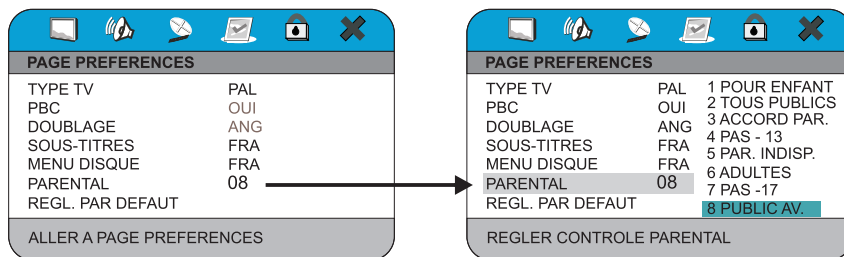 PAGE PREFERENCES
TYPE TV PAL
PBC OUI
DOUBLAGE ANG
SOUS-TITRES FRA
MENU DISQUE FRA
PARENTAL 08
REGL. PAR DEFAUT
ALLER A PAGE PREFERENCES
PAGE PREFERENCES
TYPE TV PAL
PBC OUI
DOUBLAGE ANG
SOUS-TITRES FRA
MENU DISQUE FRA
PARENTAL 08
REGL. PAR DEFAUT
1 POUR ENFANT
2 TOUS PUBLICS
3 ACCORD PAR.
4 PAS - 13
5 PAR. INDISP.
6 ADULTES
7 PAS -17
8 PUBLIC AV.
REGLER CONTROLE PARENTAL